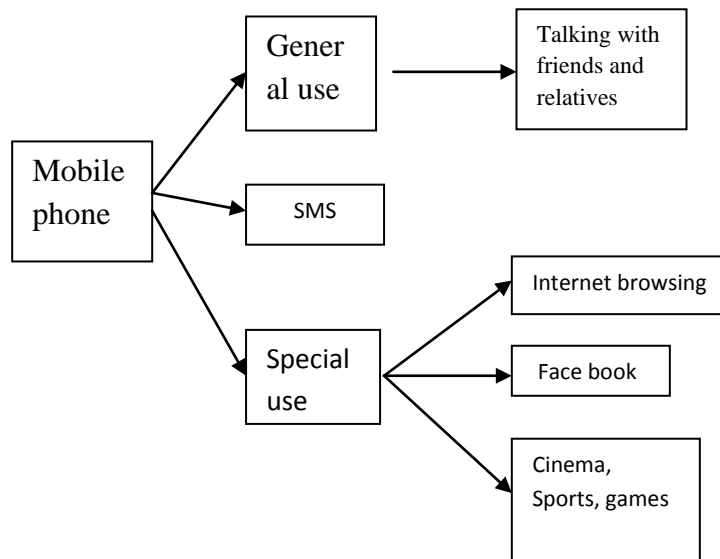 Mobile
phone
Gener
al use
Talking with
friends and
relatives
SMS
Special
use
Internet browsing
Face book
Cinema,
Sports, games